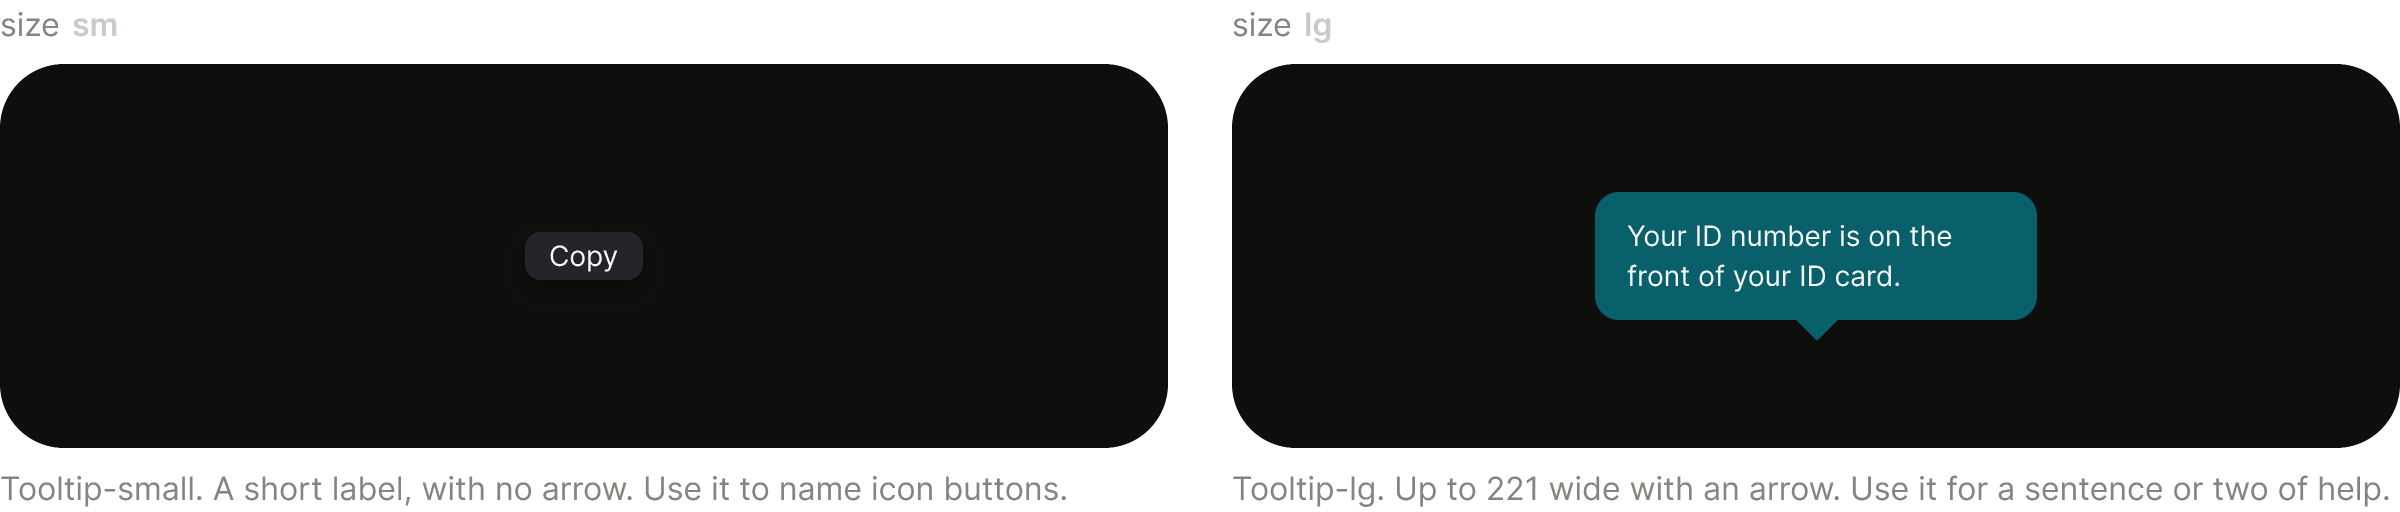 size sm
Copy
Tooltip-small. A short label, with no arrow. Use it to name icon buttons.
size lg
Your ID number is on the
front of your ID card.
Tooltip-lg. Up to 221 wide with an arrow. Use it for a sentence or two of help.